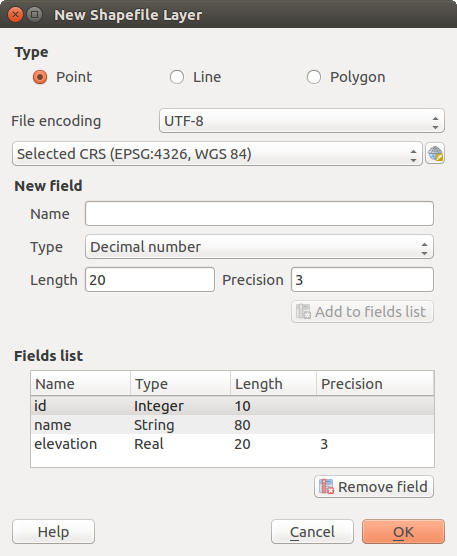 New Shapefile Layer
Type
Point Line Polygon
File encoding UTF-8
Selected CRS (EPSG:4326, WGS 84)
New field
Name
Type Decimal number
Length 20 Precision 3
Add to fields list
Fields list
Name Type Length Precision
id Integer 10
name String 80
elevation Real 20 3
Remove field
Help Cancel OK